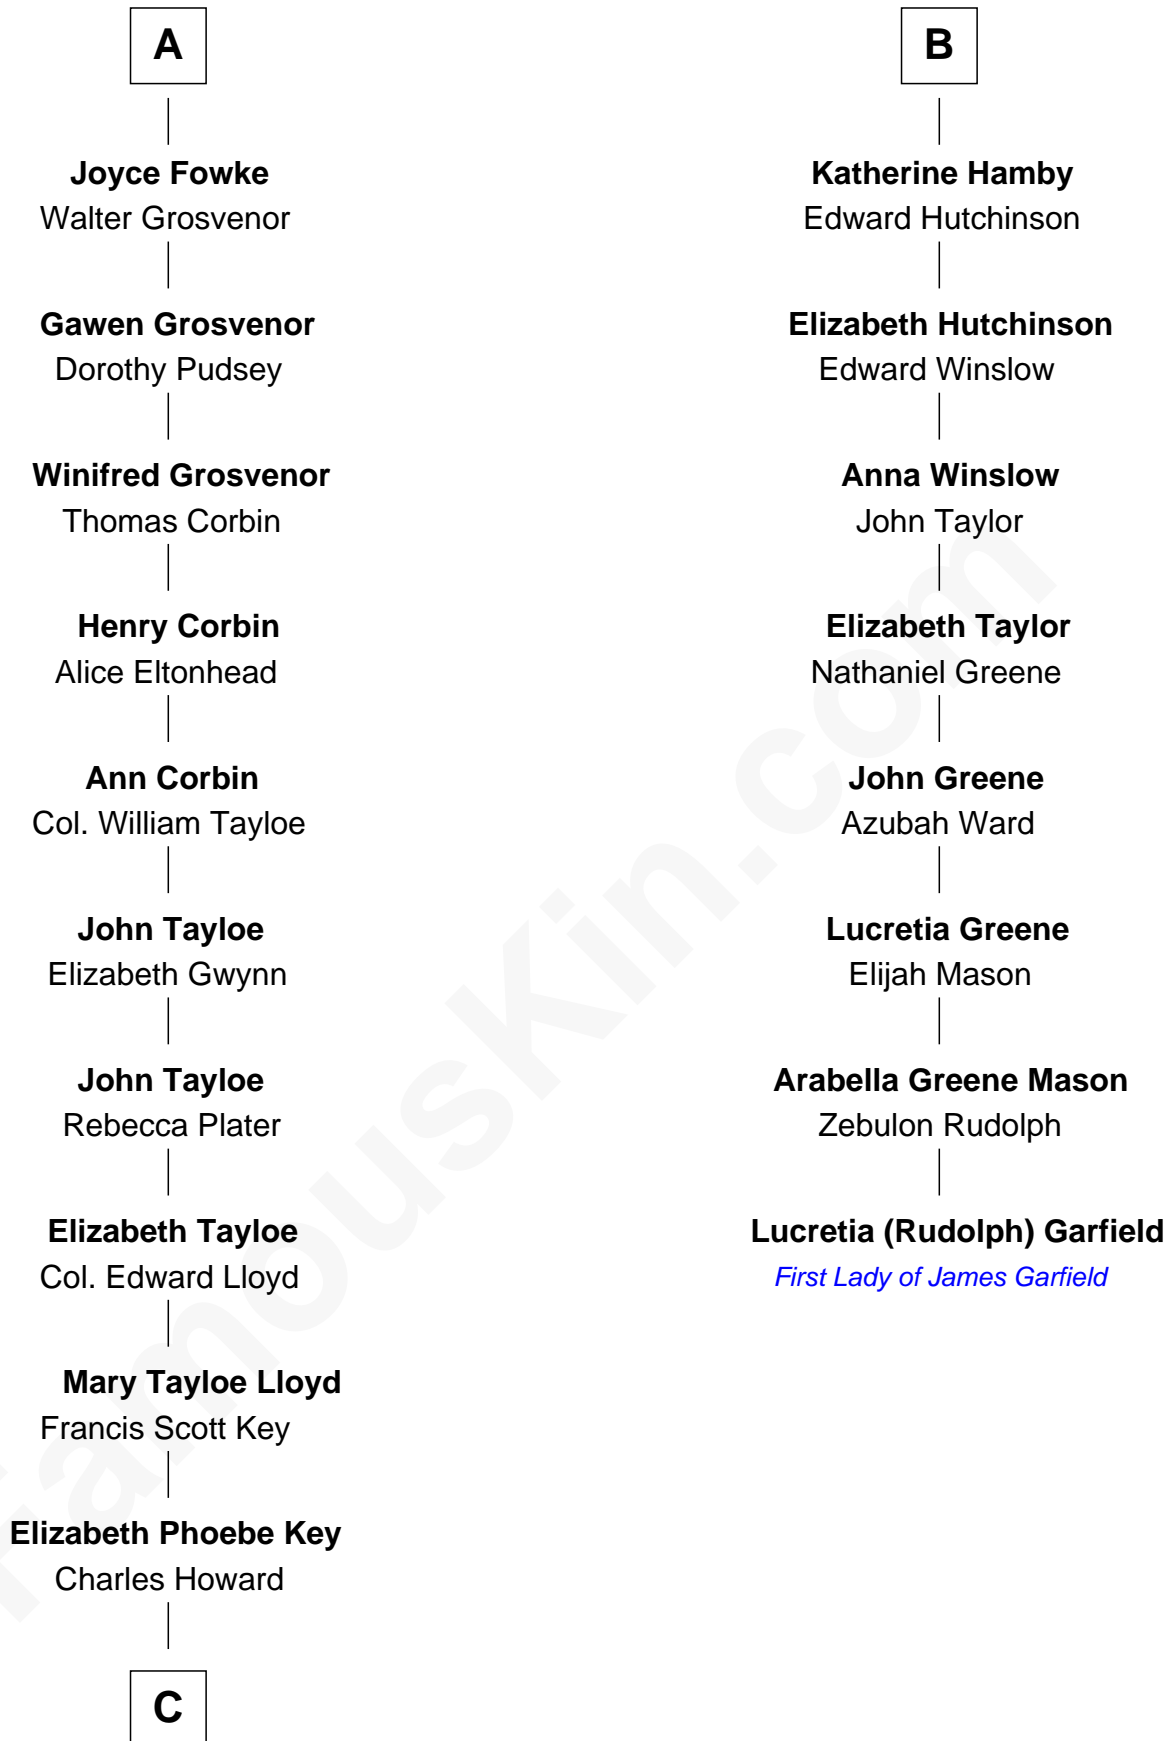 A
Joyce Fowke
Walter Grosvenor
Gawen Grosvenor
Dorothy Pudsey
Winifred Grosvenor
Thomas Corbin
Henry Corbin
Alice Eltonhead
Ann Corbin
Col. William Tayloe
John Tayloe
Elizabeth Gwynn
John Tayloe
Rebecca Plater
Elizabeth Tayloe
Col. Edward Lloyd
Mary Tayloe Lloyd
Francis Scott Key
Elizabeth Phoebe Key
Charles Howard
C
B
Katherine Hamby
Edward Hutchinson
Elizabeth Hutchinson
Edward Winslow
Anna Winslow
John Taylor
Elizabeth Taylor
Nathaniel Greene
John Greene
Azubah Ward
Lucretia Greene
Elijah Mason
Arabella Greene Mason
Zebulon Rudolph
Lucretia (Rudolph) Garfield
First Lady of James Garfield
FamousKin.com